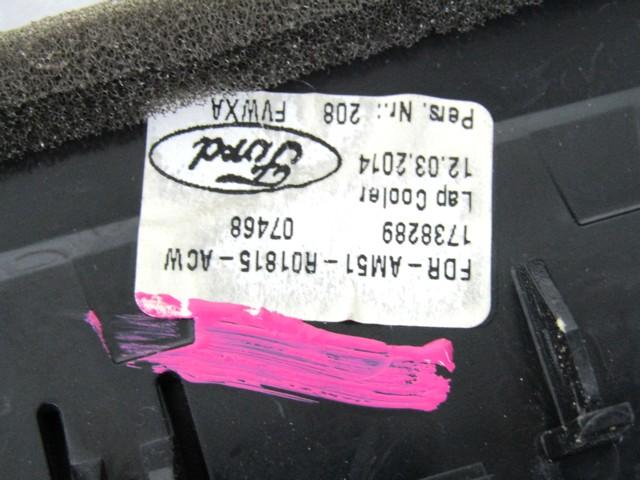 FDR-AM51-R01815-ACW
1738289 07468
Lap Cooler
12.03.2014
Ford
Pers. Nr.: 208 FVWXA